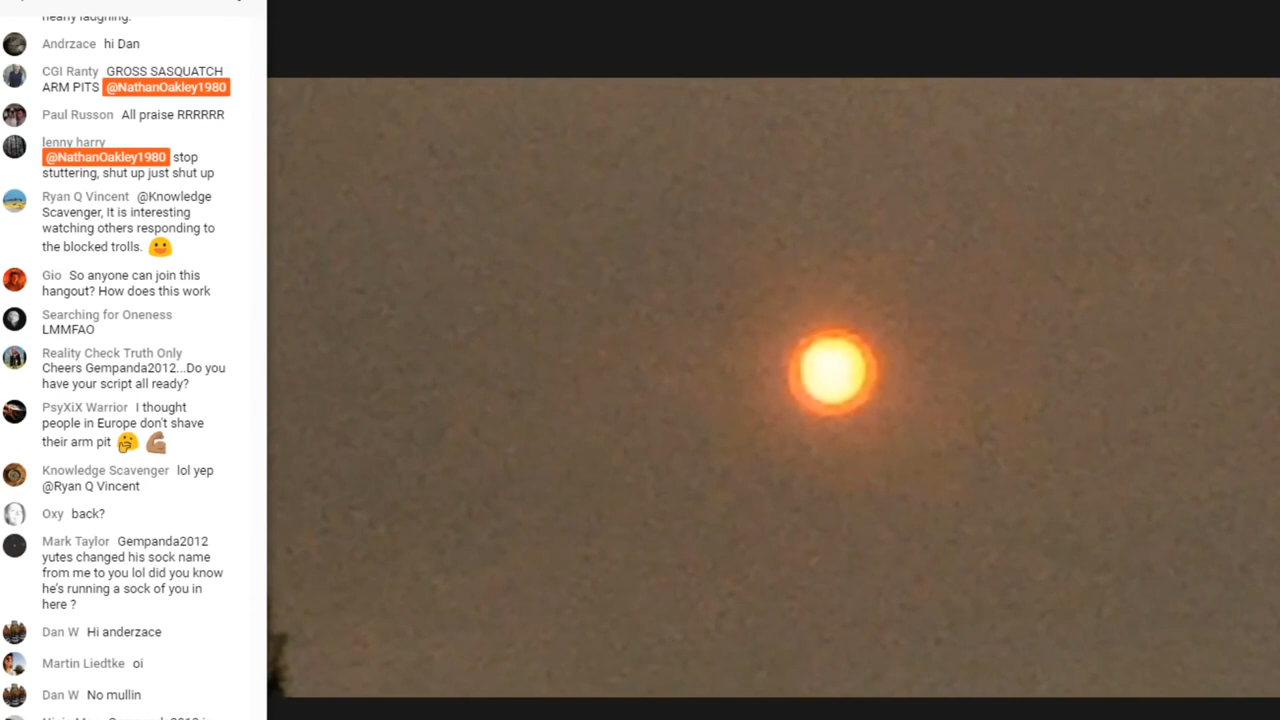 nearly laughing.
Andrzace hi Dan
CGI Ranty GROSS SASQUATCH
ARM PITS @NathanOakley1980
Paul Russon All praise RRRRRR
lenny harry
@NathanOakley1980 stop
stuttering, shut up just shut up
Ryan Q Vincent @Knowledge
Scavenger, It is interesting
watching others responding to
the blocked trolls.
Gio So anyone can join this
hangout? How does this work
Searching for Oneness
LMMFAO
Reality Check Truth Only
Cheers Gempanda2012...Do you
have your script all ready?
PsyXiX Warrior I thought
people in Europe don't shave
their arm pit
Knowledge Scavenger lol yep
@Ryan Q Vincent
Oxy back?
Mark Taylor Gempanda2012
yutes changed his sock name
from me to you lol did you know
he's running a sock of you in
here ?
Dan W Hi anderzace
Martin Liedtke oi
Dan W No mullin